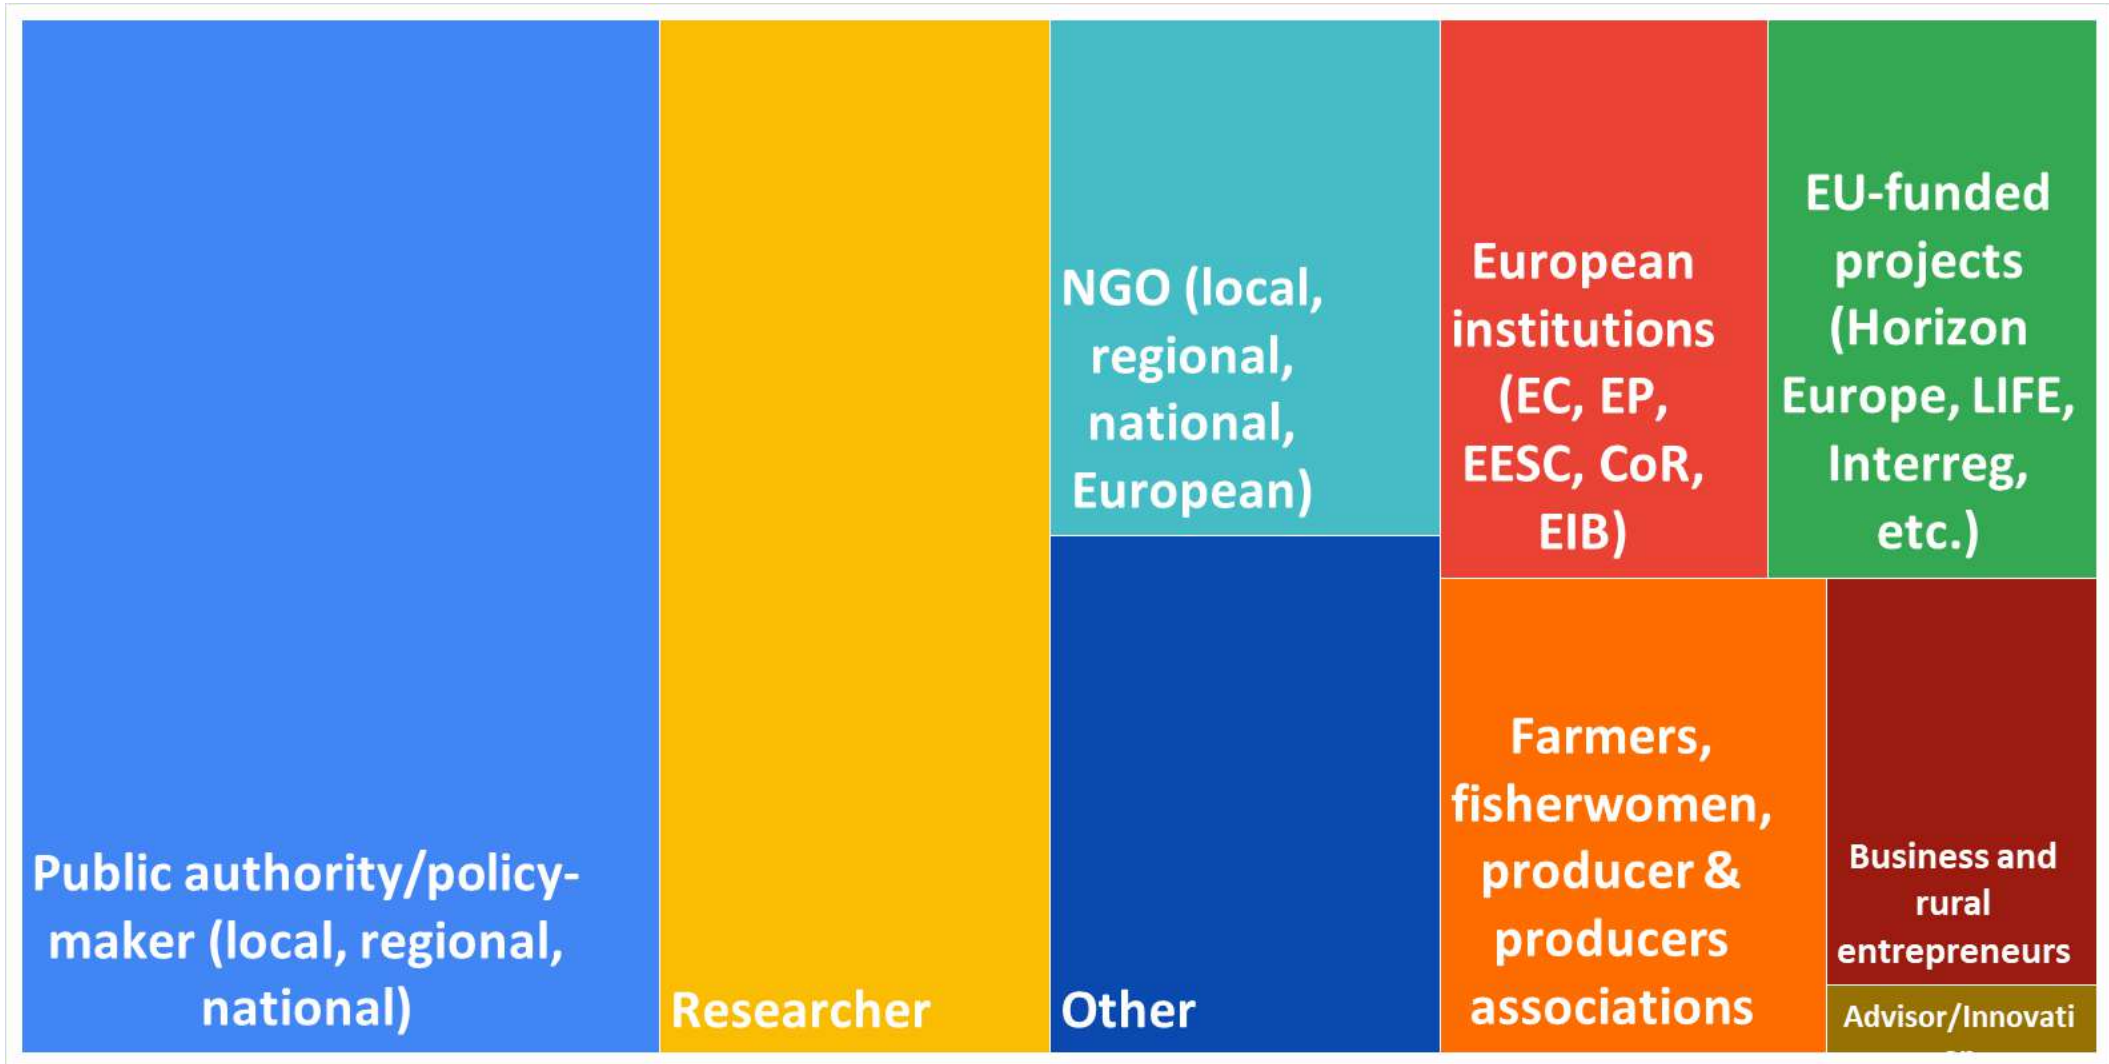 Public authority/policy-
maker (local, regional,
national)
Researcher
NGO (local,
regional,
national,
European)
Other
European
institutions
(EC, EP,
EESC, CoR,
EIB)
EU-funded
projects
(Horizon
Europe, LIFE,
Interreg,
etc.)
Farmers,
fisherwomen,
producer &
producers
associations
Business and
rural
entrepreneurs
Advisor/Innovati